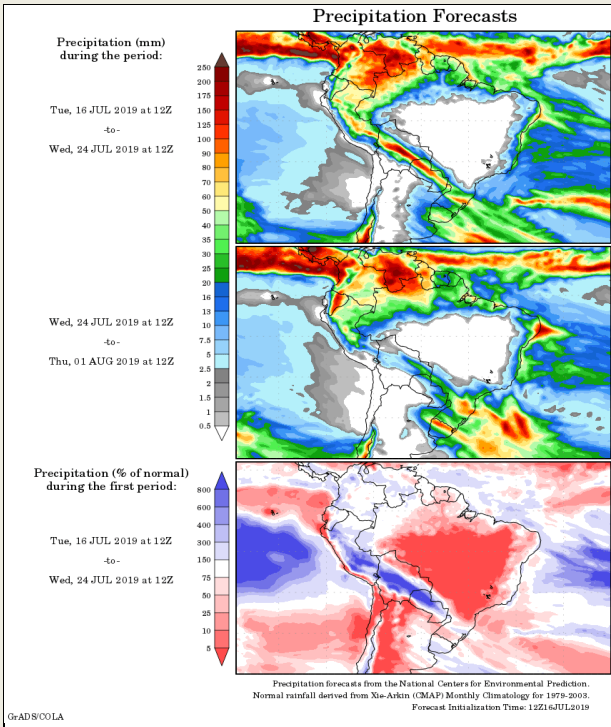 Precipitation Forecasts
Precipitation (mm)
during the period:
Tue, 16 JUL 2019 at 12Z
-to-
Wed, 24 JUL 2019 at 12Z
250
200
175
150
125
100
90
80
70
60
50
40
35
30
25
20
16
13
10
7.5
5
2.5
2
1.5
1
0.5
Wed, 24 JUL 2019 at 12Z
-to-
Thu, 01 AUG 2019 at 12Z
Precipitation (% of normal)
during the first period:
Tue, 16 JUL 2019 at 12Z
-to-
Wed, 24 JUL 2019 at 12Z
800
600
400
300
150
75
50
25
10
5
Precipitation forecasts from the National Centers for Environmental Prediction.
Normal rainfall derived from Xie-Arkin (CMAP) Monthly Climatology for 1979-2003.
Forecast Initialization Time: 12Z16JUL2019
GrADS/COLA